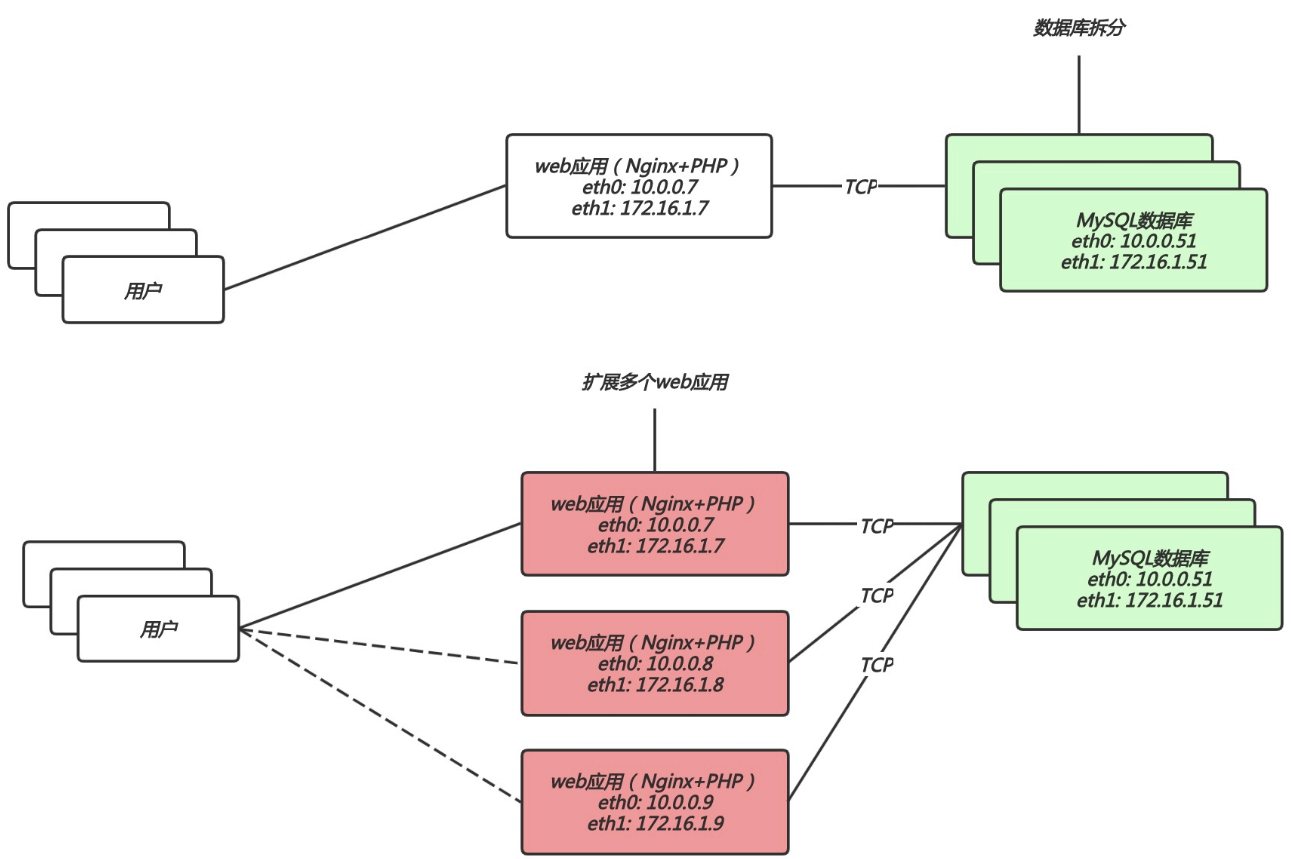 数据库拆分
web应用（Nginx+PHP）
eth0: 10.0.0.7
eth1: 172.16.1.7
TCP
MySQL数据库
eth0: 10.0.0.51
eth1: 172.16.1.51
用户
扩展多个web应用
web应用（Nginx+PHP）
eth0: 10.0.0.7
eth1: 172.16.1.7
TCP
MySQL数据库
eth0: 10.0.0.51
eth1: 172.16.1.51
TCP
用户
web应用（Nginx+PHP）
eth0: 10.0.0.8
eth1: 172.16.1.8
TCP
web应用（Nginx+PHP）
eth0: 10.0.0.9
eth1: 172.16.1.9